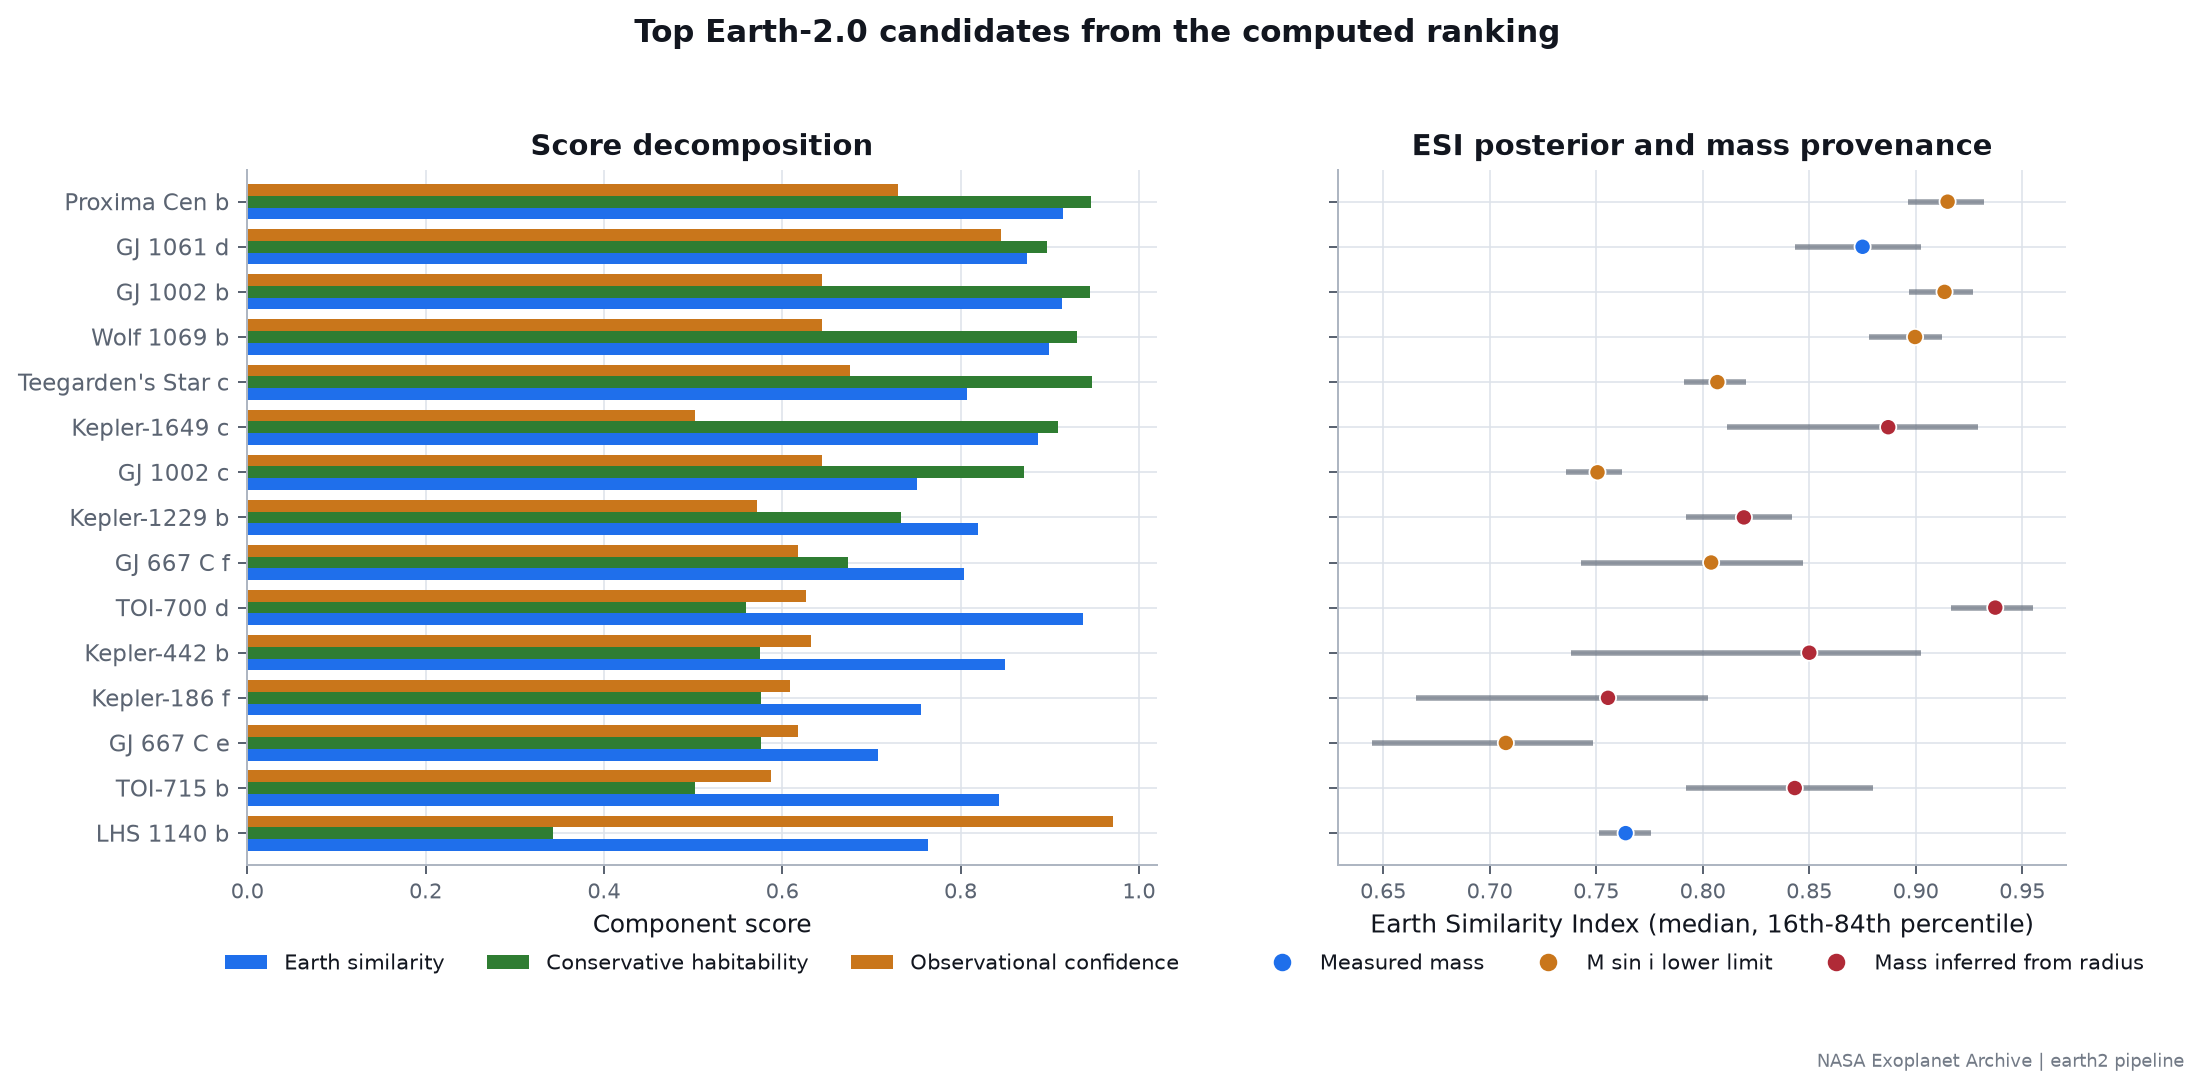 Top Earth-2.0 candidates from the computed ranking
Score decomposition
Proxima Cen b
GJ 1061 d
GJ 1002 b
Wolf 1069 b
Teegarden's Star c
Kepler-1649 c
GJ 1002 c
Kepler-1229 b
GJ 667 C f
TOI-700 d
Kepler-442 b
Kepler-186 f
GJ 667 C e
TOI-715 b
LHS 1140 b
0.0 0.2 0.4 0.6 0.8 1.0
Component score
Earth similarity Conservative habitability Observational confidence
ESI posterior and mass provenance
0.65 0.70 0.75 0.80 0.85 0.90 0.95
Earth Similarity Index (median, 16th-84th percentile)
Measured mass M sin i lower limit Mass inferred from radius
NASA Exoplanet Archive | earth2 pipeline